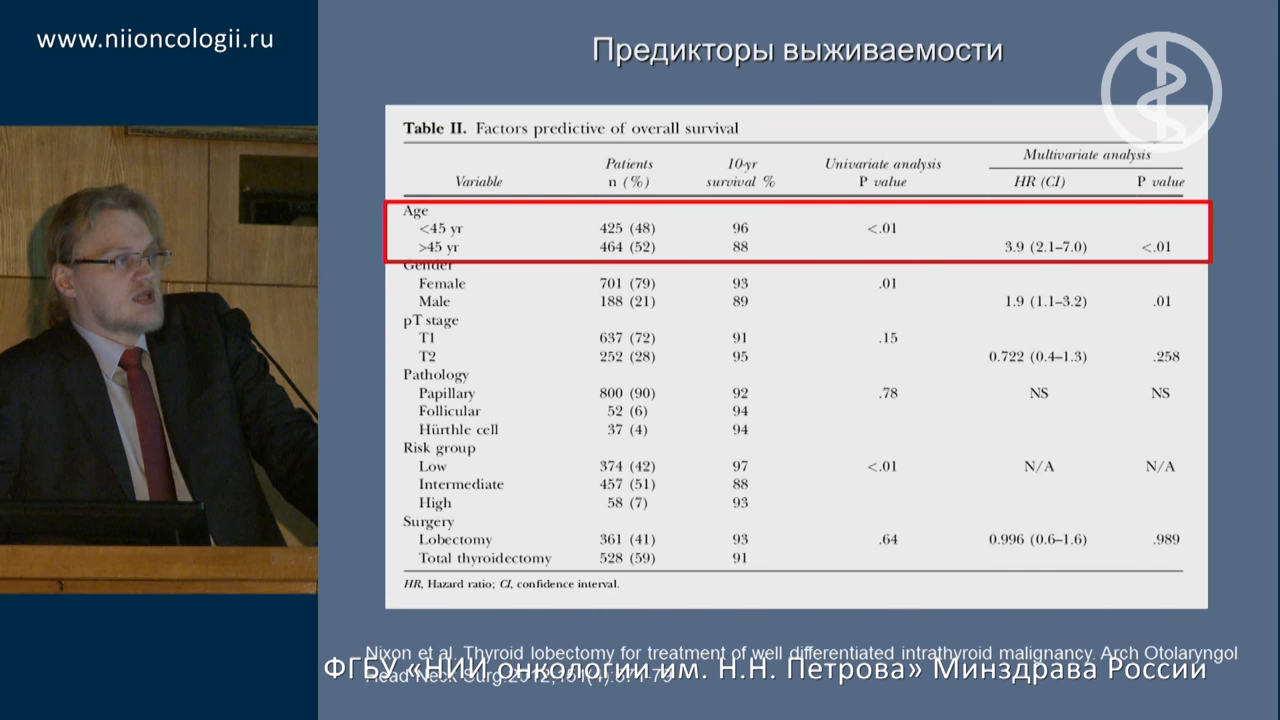 www.niioncologii.ru
Предикторы выживаемости
Table II. Factors predictive of overall survival
Multivariate analysis
Patients 10-yr Univariate analysis
Variable n (%) survival % P value HR (CI) P value
Age
<45 yr 425 (48) 96 <.01
>45 yr 464 (52) 88 3.9 (2.1–7.0) <.01
Gender
Female 701 (79) 93 .01
Male 188 (21) 89 1.9 (1.1–3.2) .01
pT stage
T1 637 (72) 91 .15
T2 252 (28) 95 0.722 (0.4–1.3) .258
Pathology
Papillary 800 (90) 92 .78 NS NS
Follicular 52 (6) 94
Hürthle cell 37 (4) 94
Risk group
Low 374 (42) 97 <.01 N/A N/A
Intermediate 457 (51) 88
High 58 (7) 93
Surgery
Lobectomy 361 (41) 93 .64 0.996 (0.6–1.6) .989
Total thyroidectomy 528 (59) 91
HR, Hazard ratio; CI, confidence interval.
Nixon et al. Thyroid lobectomy for treatment of well differentiated intrathyroid malignancy. Arch Otolaryngol
ФГБУ «НИИ онкологии им. Н.Н. Петрова» Минздрава России
Head Neck Surg.2012;